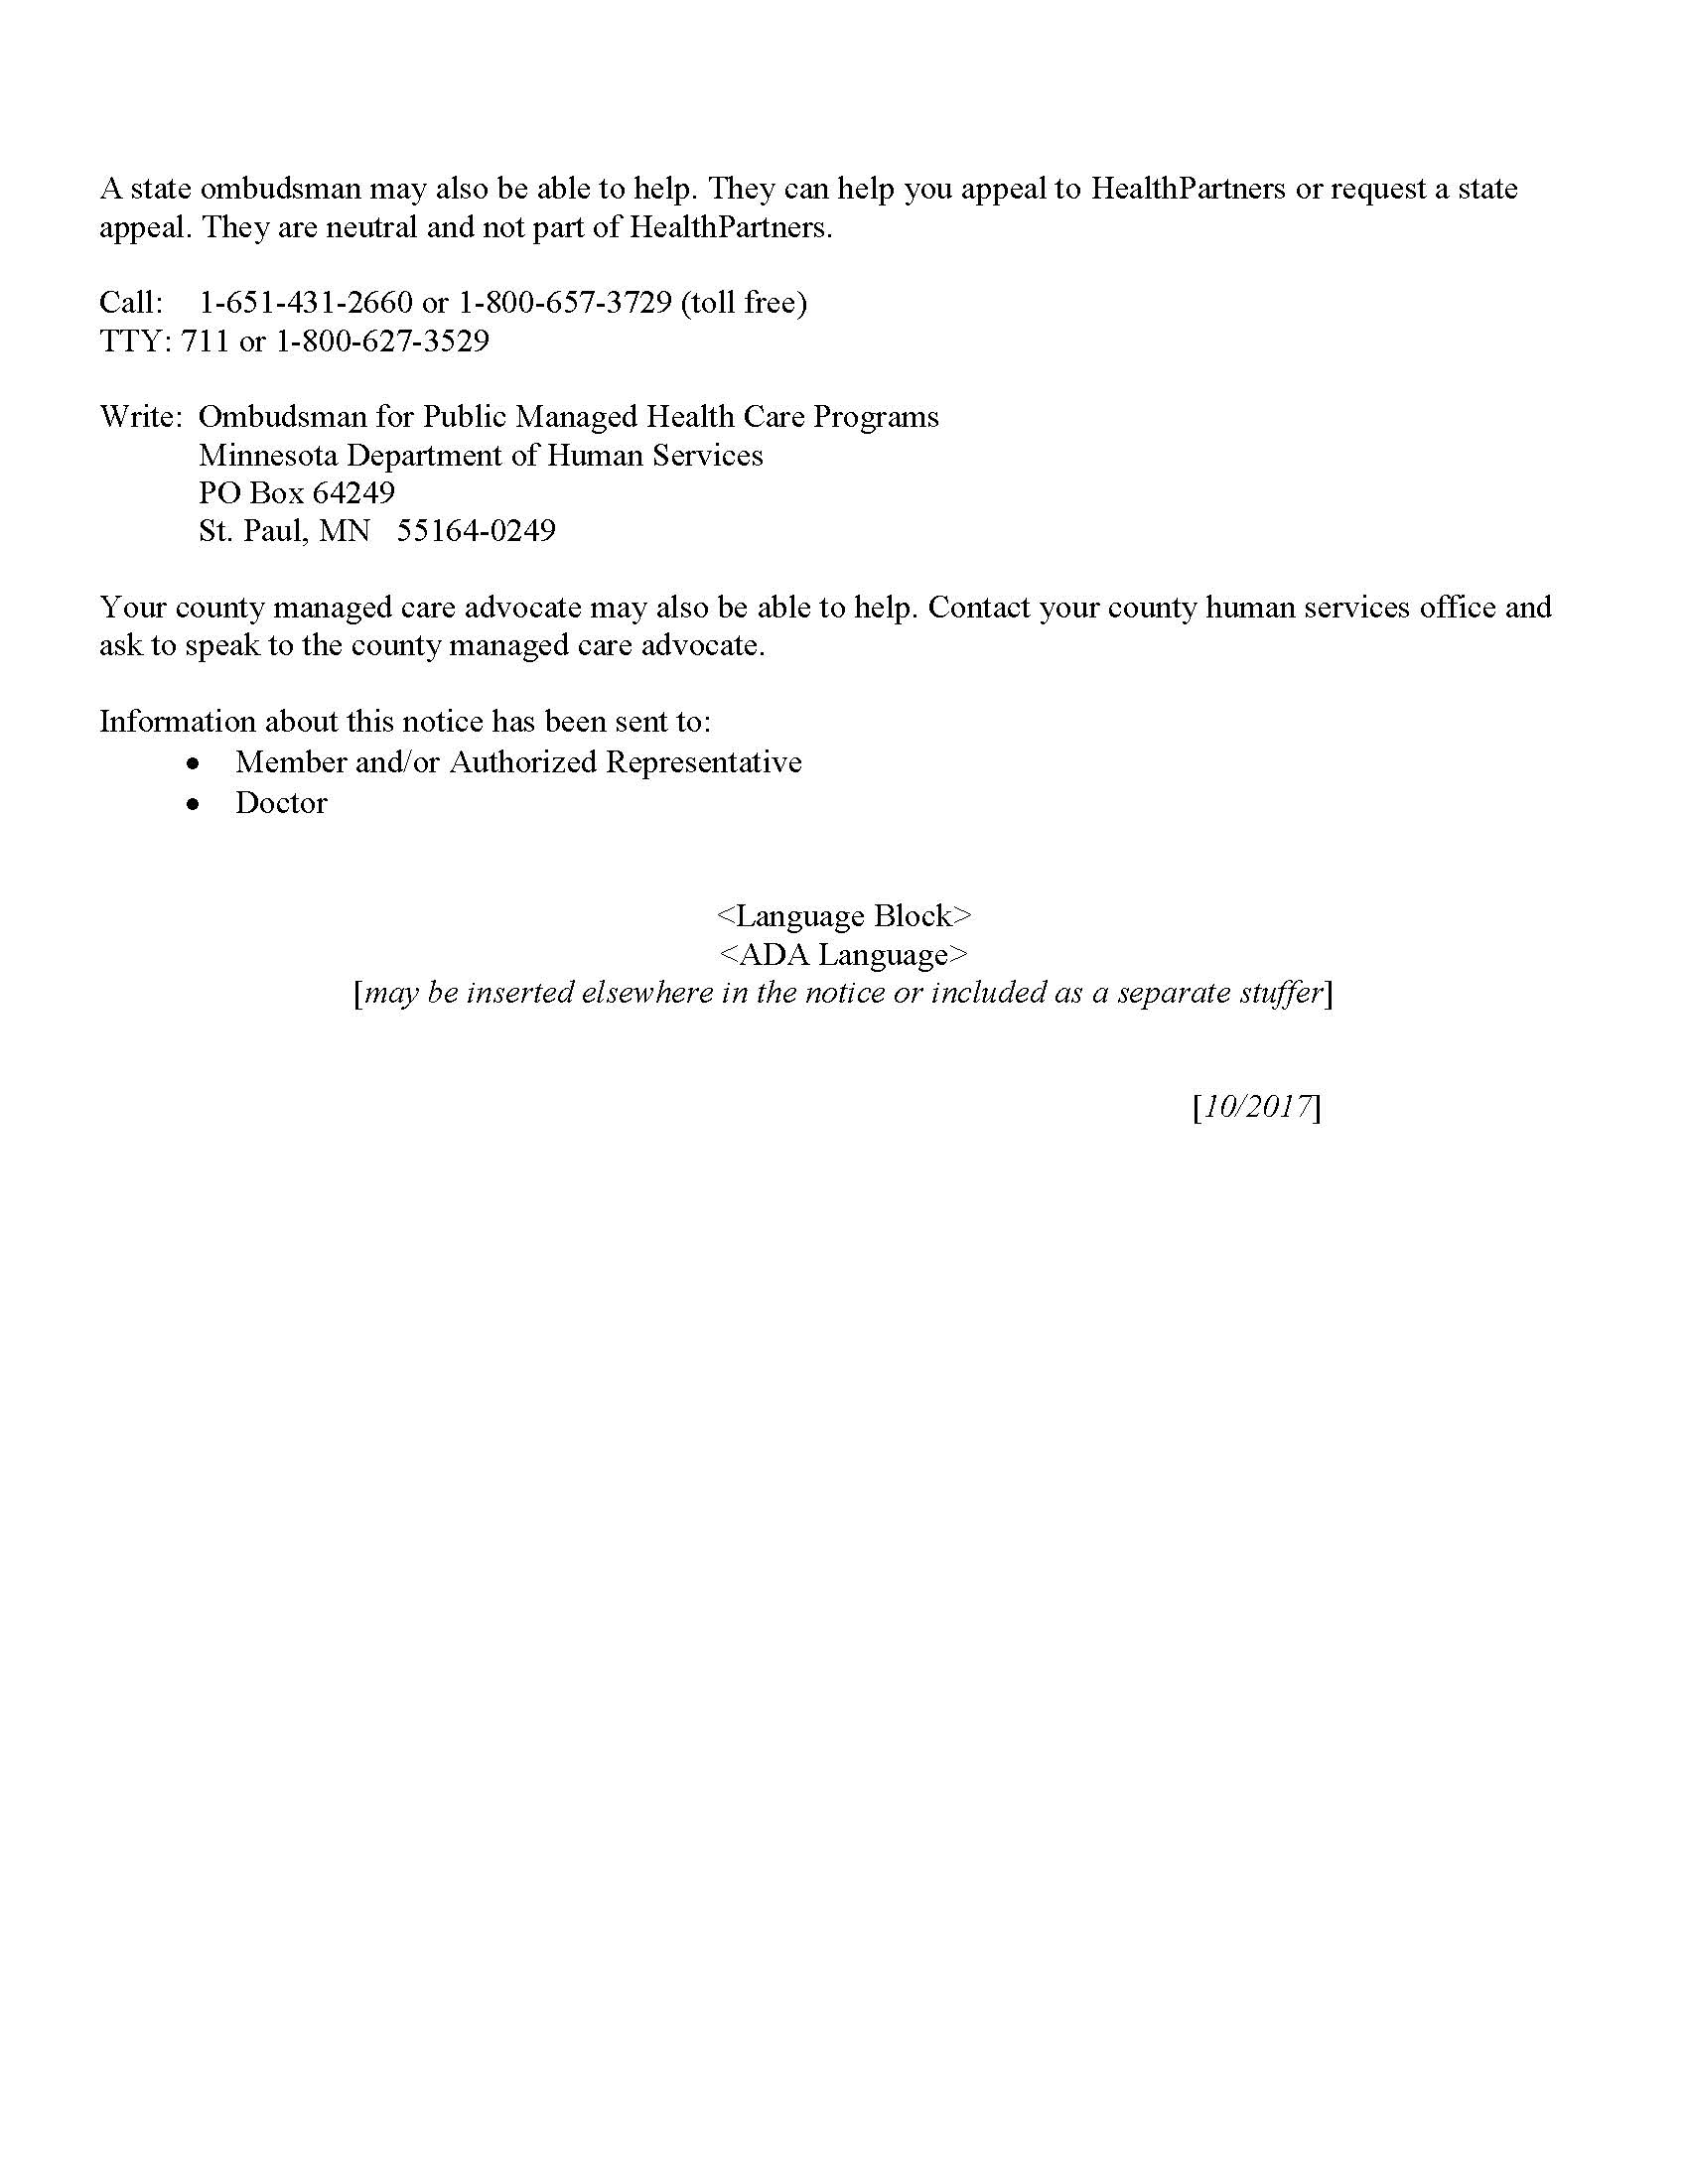 A state ombudsman may also be able to help. They can help you appeal to HealthPartners or request a state
appeal. They are neutral and not part of HealthPartners.
Call: 1-651-431-2660 or 1-800-657-3729 (toll free)
TTY: 711 or 1-800-627-3529
Write: Ombudsman for Public Managed Health Care Programs
Minnesota Department of Human Services
PO Box 64249
St. Paul, MN 55164-0249
Your county managed care advocate may also be able to help. Contact your county human services office and
ask to speak to the county managed care advocate.
Information about this notice has been sent to:
• Member and/or Authorized Representative
• Doctor
<Language Block>
<ADA Language>
[may be inserted elsewhere in the notice or included as a separate stuffer]
[10/2017]